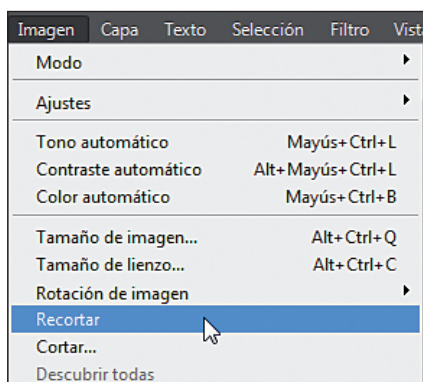 Imagen Capa Texto Selección Filtro Vist
Modo
Ajustes
Tono automático Mayús+Ctrl+L
Contraste automático Alt+Mayús+Ctrl+L
Color automático Mayús+Ctrl+B
Tamaño de imagen... Alt+Ctrl+Q
Tamaño de lienzo... Alt+Ctrl+C
Rotación de imagen
Recortar
Cortar...
Descubrir todas